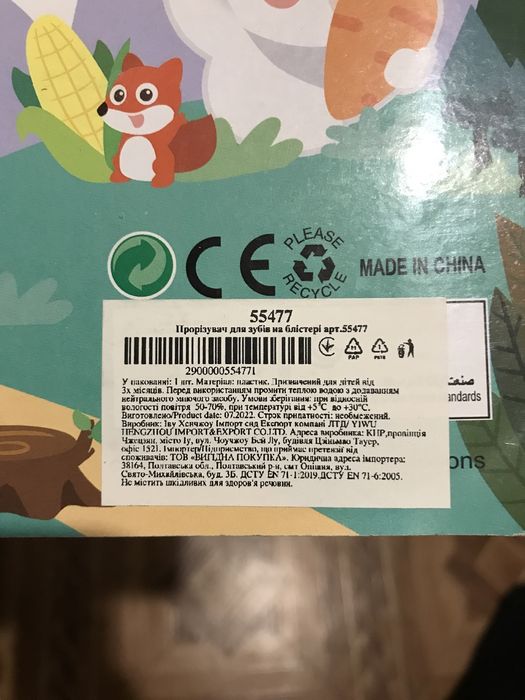 CE
PLEASE
RECYCLE
MADE IN CHINA
55477
Прорізувач для зубів на блістері арт.55477
2900000554771
PAP
У пакованні: 1 шт. Матеріал: пластик. Призначений для дітей від
3х місяців. Перед використанням промити теплою водою з додаванням
нейтрального миючого засобу. Умови зберігання: при відносній
вологості повітря 50-70%, при температурі від +5°С до +30°С.
Виготовлено/Product date: 07.2022. Строк придатності: необмежений.
Виробник: Іву Хенчжоу Імпорт енд Експорт компані ЛТД/ YIWU
HENGZHOU IMPORT&EXPORT CO.LTD. Адреса виробника: КНР,провінція
Чжецзян, місто Іу, вул. Чоучжоу Бей Лу, будівля Цзіньмао Тауер,
офіс 1521. Імпортер/Підприємство, що приймає претензії від
споживачів: ТОВ «ВИГІДНА ПОКУПКА». Юридична адреса імпортера:
38164, Полтавська обл., Полтавський р-н, смт Опішня, вул.
Свято-Михайлівська, буд. 3Б. ДСТУ EN 71-1:2019,ДСТУ EN 71-6:2005.
Не містить шкідливих для здоров'я речовин.
صنعت
andards
ons